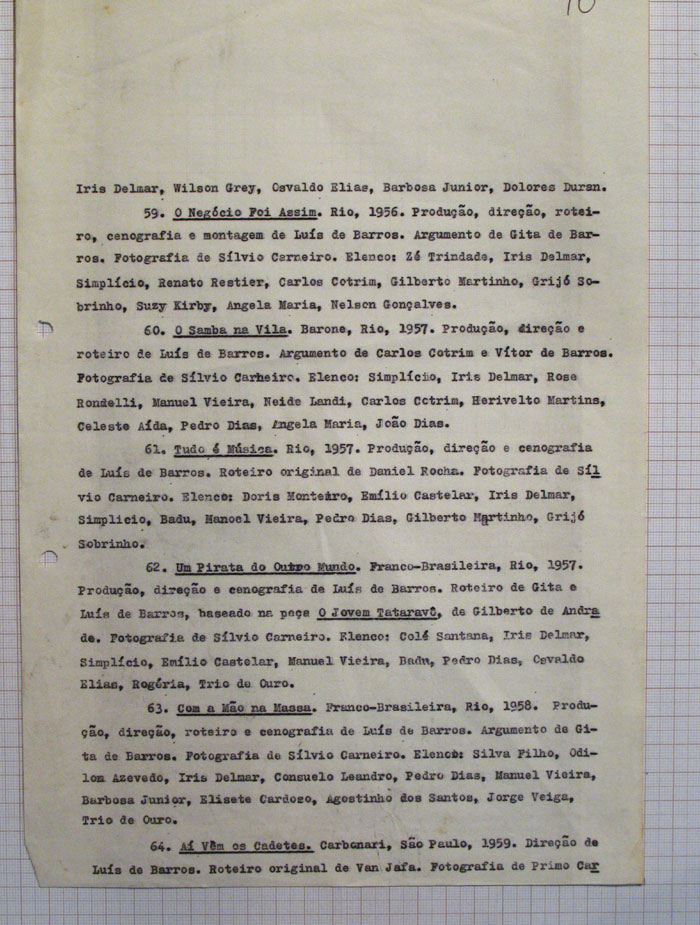 10
Iris Delmar, Wilson Grey, Osvaldo Elias, Barbosa Junior, Dolores Duran.
59. O Negócio Foi Assim. Rio, 1956. Produção, direção, rotei-
ro, cenografia e montagem de Luís de Barros. Argumento de Gita de Bar-
ros. Fotografia de Sílvio Carneiro. Elenco: Zé Trindade, Iris Delmar,
Simplício, Renato Restier, Carlos Cotrim, Gilberto Martinho, Grijó So-
brinho, Suzy Kirby, Angela Maria, Nelson Gonçalves.
60. O Samba na Vila. Barone, Rio, 1957. Produção, direção e
roteiro de Luís de Barros. Argumento de Carlos Cotrim e Vítor de Barros.
Fotografia de Sílvio Carneiro. Elenco: Simplício, Iris Delmar, Rose
Rondelli, Manuel Vieira, Neide Landi, Carlos Cotrim, Herivelto Martins,
Celeste Aída, Pedro Dias, Angela Maria, João Dias.
61. Tudo é Música. Rio, 1957. Produção, direção e cenografia
de Luís de Barros. Roteiro original de Daniel Rocha. Fotografia de Síl
vio Carneiro. Elenco: Doris Monteiro, Emílio Castelar, Iris Delmar,
Simplicio, Badu, Manoel Vieira, Pedro Dias, Gilberto Martinho, Grijó
Sobrinho.
62. Um Pirata do Outro Mundo. Franco-Brasileira, Rio, 1957.
Produção, direção e cenografia de Luís de Barros. Roteiro de Gita e
Luís de Barros, baseado na peça O Jovem Tataravô, de Gilberto de Andra
de. Fotografia de Sílvio Carneiro. Elenco: Colé Santana, Iris Delmar,
Simplício, Emílio Castelar, Manuel Vieira, Badu, Pedro Dias, Osvaldo
Elias, Rogéria, Trio de Ouro.
63. Com a Mão na Massa. Franco-Brasileira, Rio, 1958. Produ-
ção, direção, roteiro e cenografia de Luís de Barros. Argumento de Gi-
ta de Barros. Fotografia de Sílvio Carneiro. Elenco: Silva Filho, Odi-
lon Azevedo, Iris Delmar, Consuelo Leandro, Pedro Dias, Manuel Vieira,
Barbosa Junior, Elisete Cardozo, Agostinho dos Santos, Jorge Veiga,
Trio de Ouro.
64. Aí Vêm os Cadetes. Carbonari, São Paulo, 1959. Direção de
Luís de Barros. Roteiro original de Van Jafa. Fotografia de Primo Car